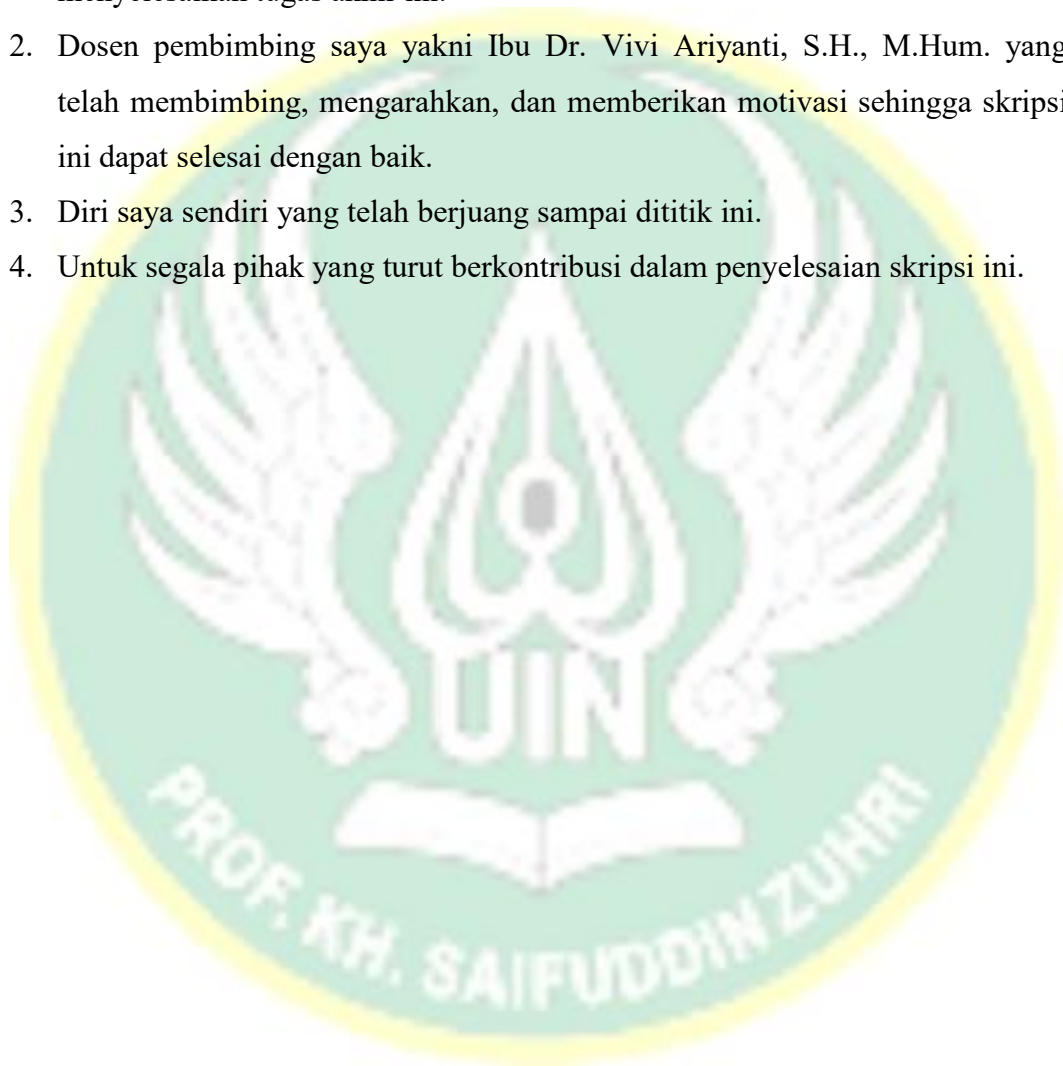 menyelesaikan tugas akhir ini.
2. Dosen pembimbing saya yakni Ibu Dr. Vivi Ariyanti, S.H., M.Hum. yang
telah membimbing, mengarahkan, dan memberikan motivasi sehingga skripsi
ini dapat selesai dengan baik.
3. Diri saya sendiri yang telah berjuang sampai dititik ini.
4. Untuk segala pihak yang turut berkontribusi dalam penyelesaian skripsi ini.
UIN
PROF. KH. SAIFUDDIN ZUHRI